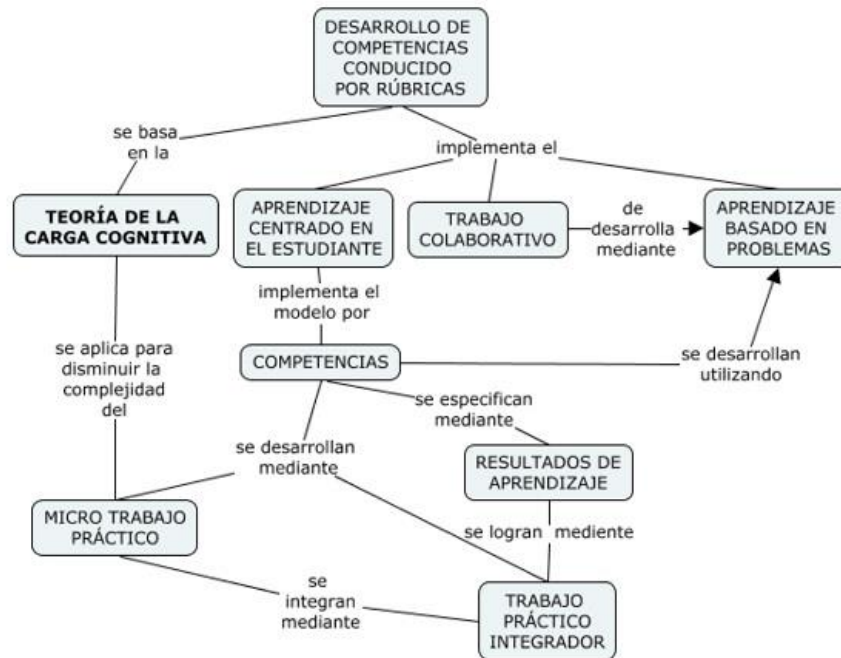 DESARROLLO DE
COMPETENCIAS
CONDUCIDO
POR RÚBRICAS
se basa
en la
implementa el
TEORÍA DE LA
CARGA COGNITIVA
APRENDIZAJE
CENTRADO EN
EL ESTUDIANTE
TRABAJO
COLABORATIVO
de
desarrolla
mediante
APRENDIZAJE
BASADO EN
PROBLEMAS
implementa el
modelo por
se aplica para
disminuir la
complejidad
del
COMPETENCIAS
se desarrollan
utilizando
se especifican
mediante
se desarrollan
mediante
RESULTADOS DE
APRENDIZAJE
MICRO TRABAJO
PRÁCTICO
se logran mediente
se
integran
mediante
TRABAJO
PRÁCTICO
INTEGRADOR